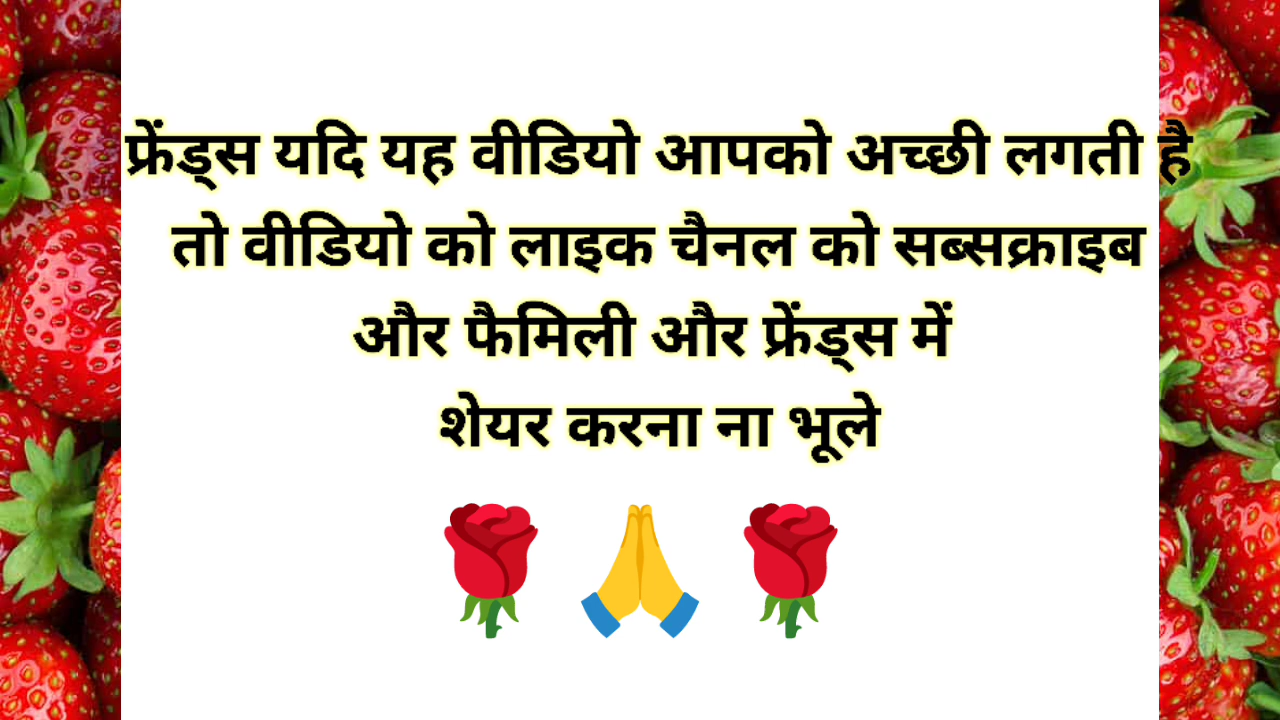 फ्रेंड्स यदि यह वीडियो आपको अच्छी लगती है
तो वीडियो को लाइक चैनल को सब्सक्राइब
और फैमिली और फ्रेंड्स में
शेयर करना ना भूले